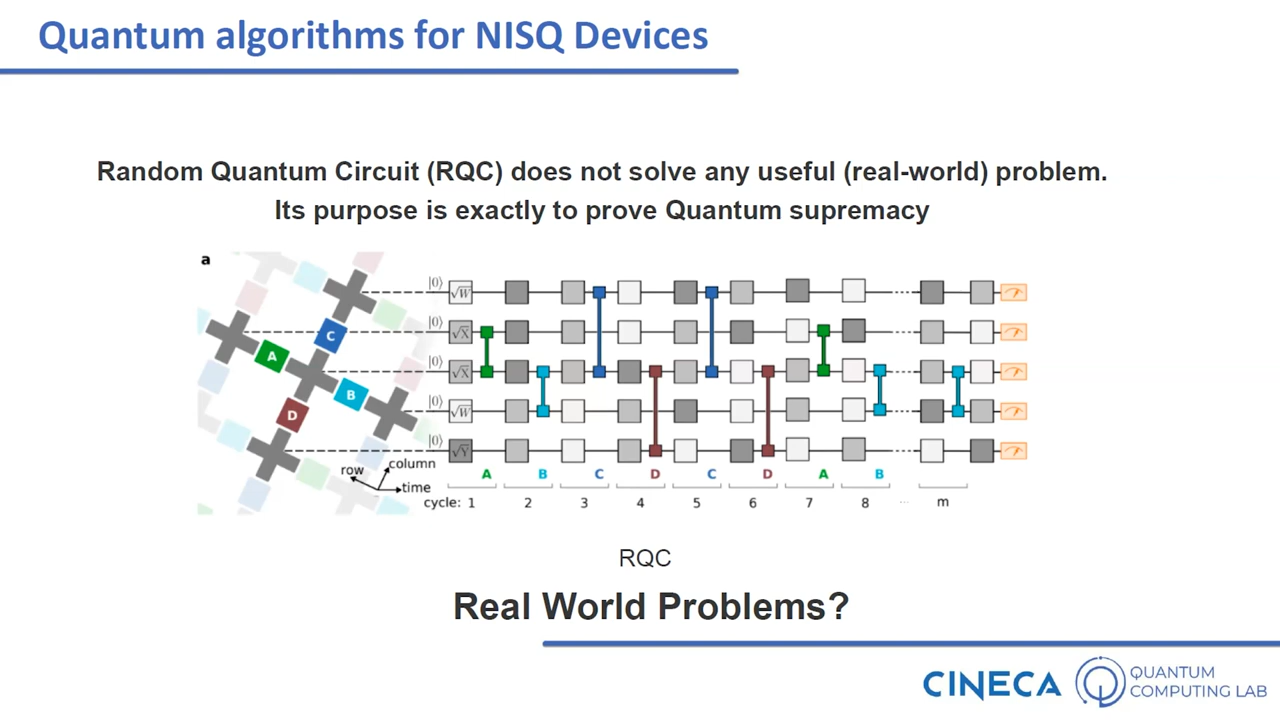 Quantum algorithms for NISQ Devices
Random Quantum Circuit (RQC) does not solve any useful (real-world) problem.
Its purpose is exactly to prove Quantum supremacy
a
C
A
B
D
row
column
time
|0⟩ √W
|0⟩ √X
|0⟩ √X
|0⟩ √W
|0⟩ √Y
A B C D C D A B
cycle: 1 2 3 4 5 6 7 8 ... m
RQC
Real World Problems?
CINECA
QUANTUM
COMPUTING LAB